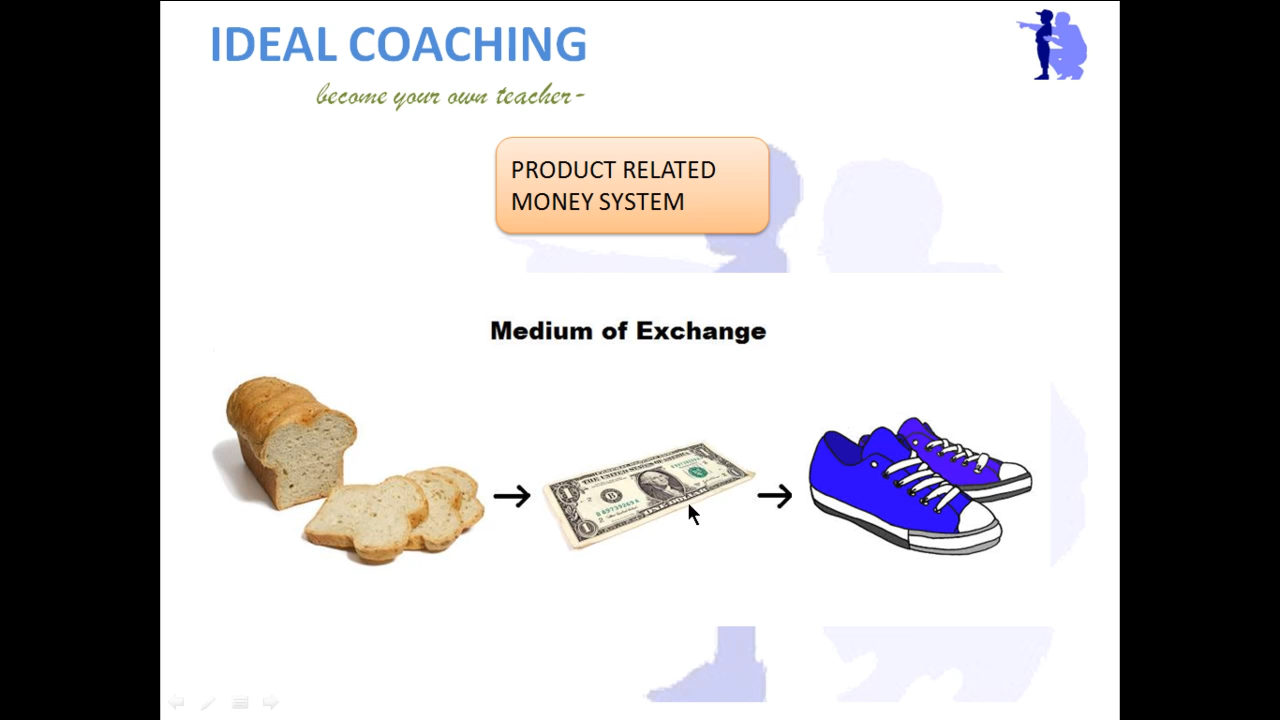 IDEAL COACHING
become your own teacher-
PRODUCT RELATED
MONEY SYSTEM
Medium of Exchange